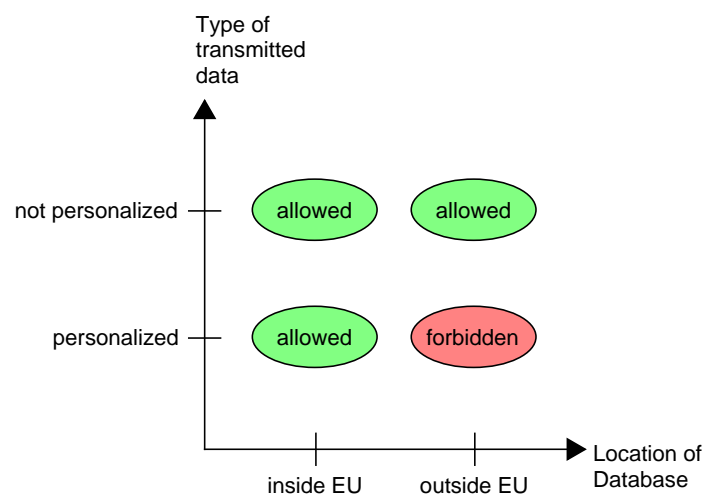 Type of
transmitted
data
not personalized
allowed
allowed
personalized
allowed
forbidden
inside EU
outside EU
Location of
Database